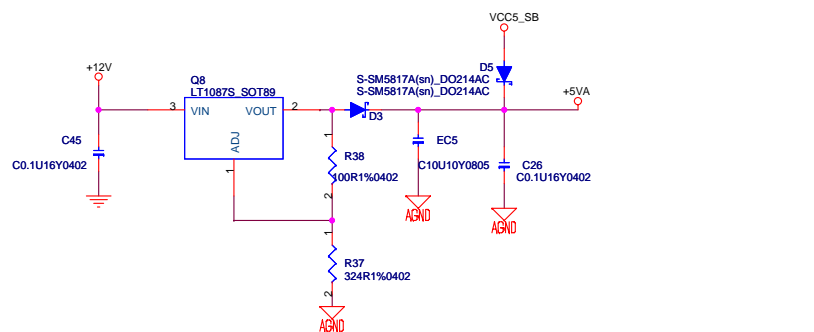 VCC5_SB
+12V
Q8
LT1087S_SOT89
D5
S-SM5817A(sn)_DO214AC
S-SM5817A(sn)_DO214AC
+5VA
3
VIN
VOUT
2
D3
ADJ
1
C45
C0.1U16Y0402
1
R38
100R1%0402
2
EC5
C10U10Y0805
C26
C0.1U16Y0402
AGND
AGND
1
R37
324R1%0402
2
AGND